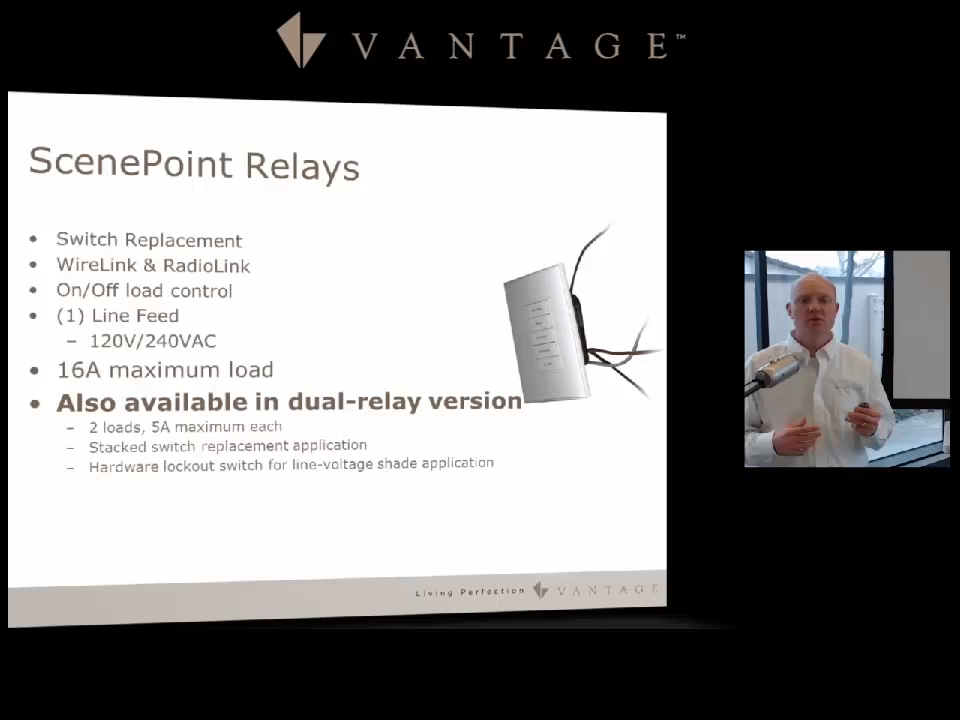 VANTAGE™
ScenePoint Relays
• Switch Replacement
• WireLink & RadioLink
• On/Off load control
• (1) Line Feed
– 120V/240VAC
• 16A maximum load
• Also available in dual-relay version
– 2 loads, 5A maximum each
– Stacked switch replacement application
– Hardware lockout switch for line-voltage shade application
Living Perfection VANTAGE